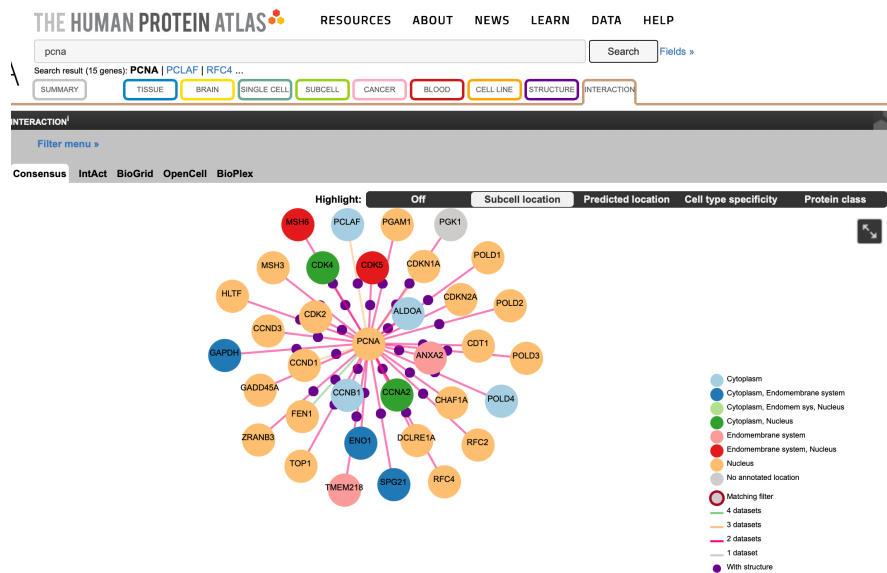 THE HUMAN PROTEIN ATLAS
RESOURCES ABOUT NEWS LEARN DATA HELP
pcna
Search
Fields »
Search result (15 genes): PCNA | PCLAF | RFC4 ...
SUMMARY TISSUE BRAIN SINGLE CELL SUBCELL CANCER BLOOD CELL LINE STRUCTURE INTERACTION
INTERACTIONi
Filter menu »
Consensus IntAct BioGrid OpenCell BioPlex
Highlight: Off Subcell location Predicted location Cell type specificity Protein class
MSH6 PCLAF PGAM1 PGK1
MSH3 CDK4 CDK5 CDKN1A POLD1
HLTF CDK2 ALDOA CDKN2A POLD2
CCND3 PCNA CDT1
GAPDH CCND1 ANXA2 POLD3
GADD45A CCNB1 CCNA2 CHAF1A POLD4
FEN1
ZRANB3 ENO1 DCLRE1A RFC2
TOP1
TMEM218 SPG21 RFC4
Cytoplasm
Cytoplasm, Endomembrane system
Cytoplasm, Endomem sys, Nucleus
Cytoplasm, Nucleus
Endomembrane system
Endomembrane system, Nucleus
Nucleus
No annotated location
Matching filter
4 datasets
3 datasets
2 datasets
1 dataset
With structure